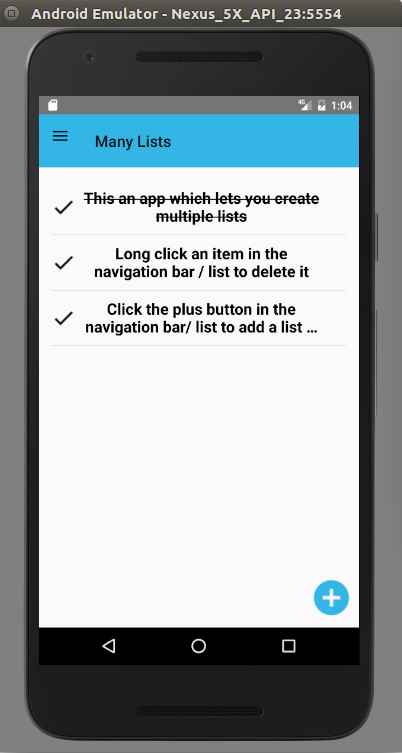 Android Emulator - Nexus_5X_API_23:5554
4G 1:04
Many Lists
This an app which lets you create
multiple lists
Long click an item in the
navigation bar / list to delete it
Click the plus button in the
navigation bar/ list to add a list ...